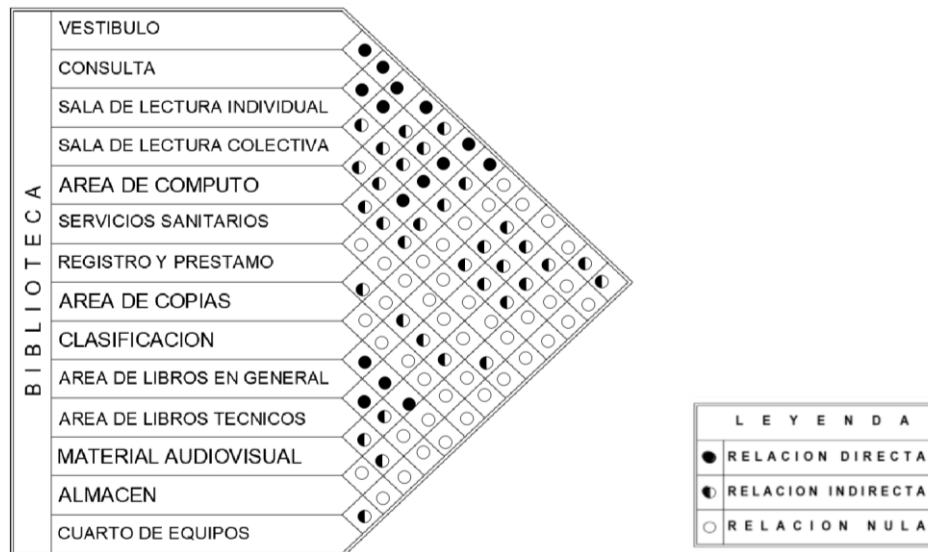 BIBLIOTECA
VESTIBULO
CONSULTA
SALA DE LECTURA INDIVIDUAL
SALA DE LECTURA COLECTIVA
AREA DE COMPUTO
SERVICIOS SANITARIOS
REGISTRO Y PRESTAMO
AREA DE COPIAS
CLASIFICACION
AREA DE LIBROS EN GENERAL
AREA DE LIBROS TECNICOS
MATERIAL AUDIOVISUAL
ALMACEN
CUARTO DE EQUIPOS
LEYENDA
RELACION DIRECTA
RELACION INDIRECTA
RELACION NULA